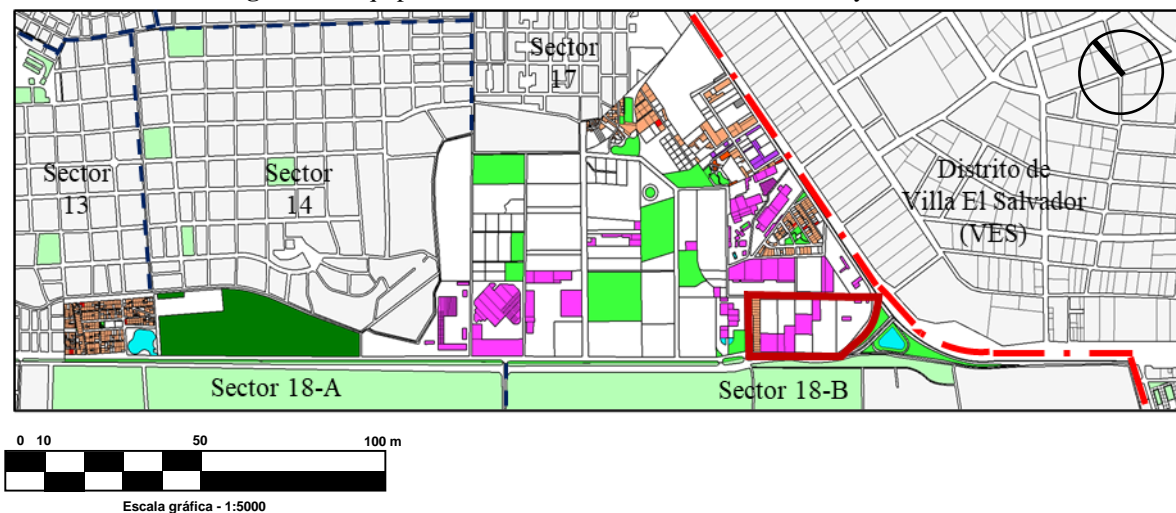 Sector
17
Sector
13
Sector
14
Distrito de
Villa El Salvador
(VES)
Sector 18-A
Sector 18-B
0 10 50 100 m
Escala gráfica - 1:5000